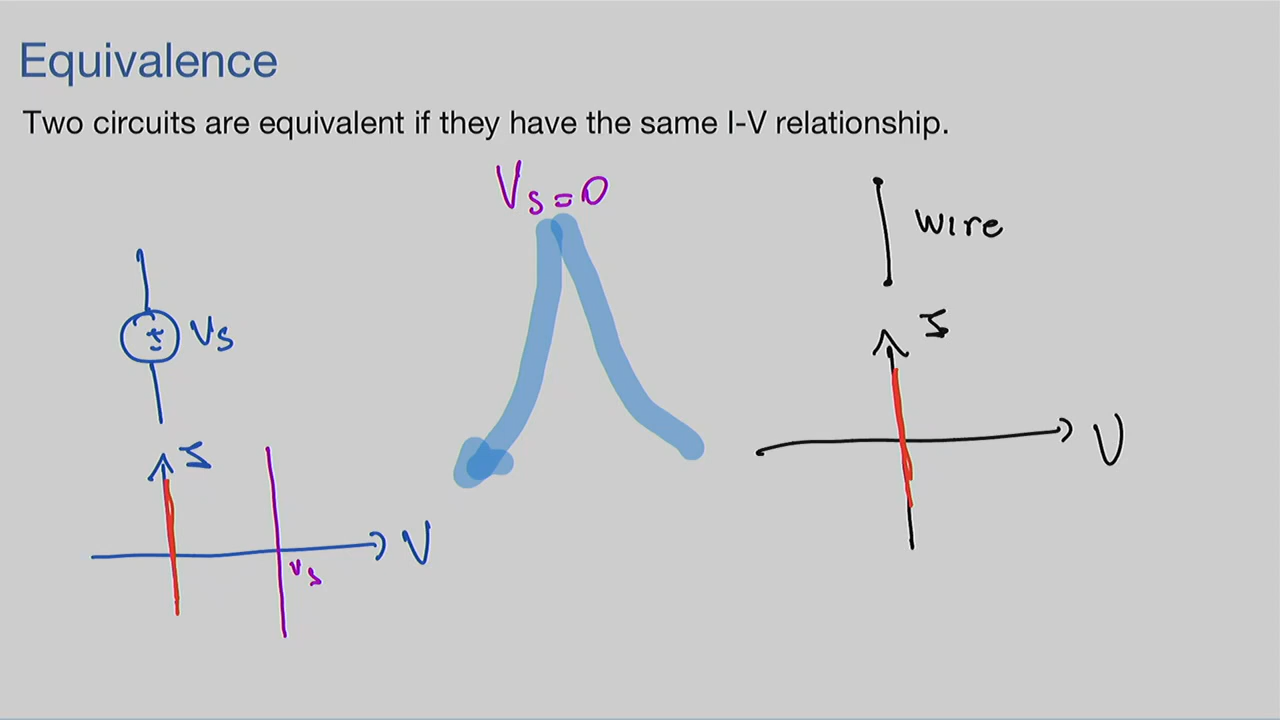 Equivalence
Two circuits are equivalent if they have the same I-V relationship.
Vs=0
wire
Vs
I
V
I
V
Vs